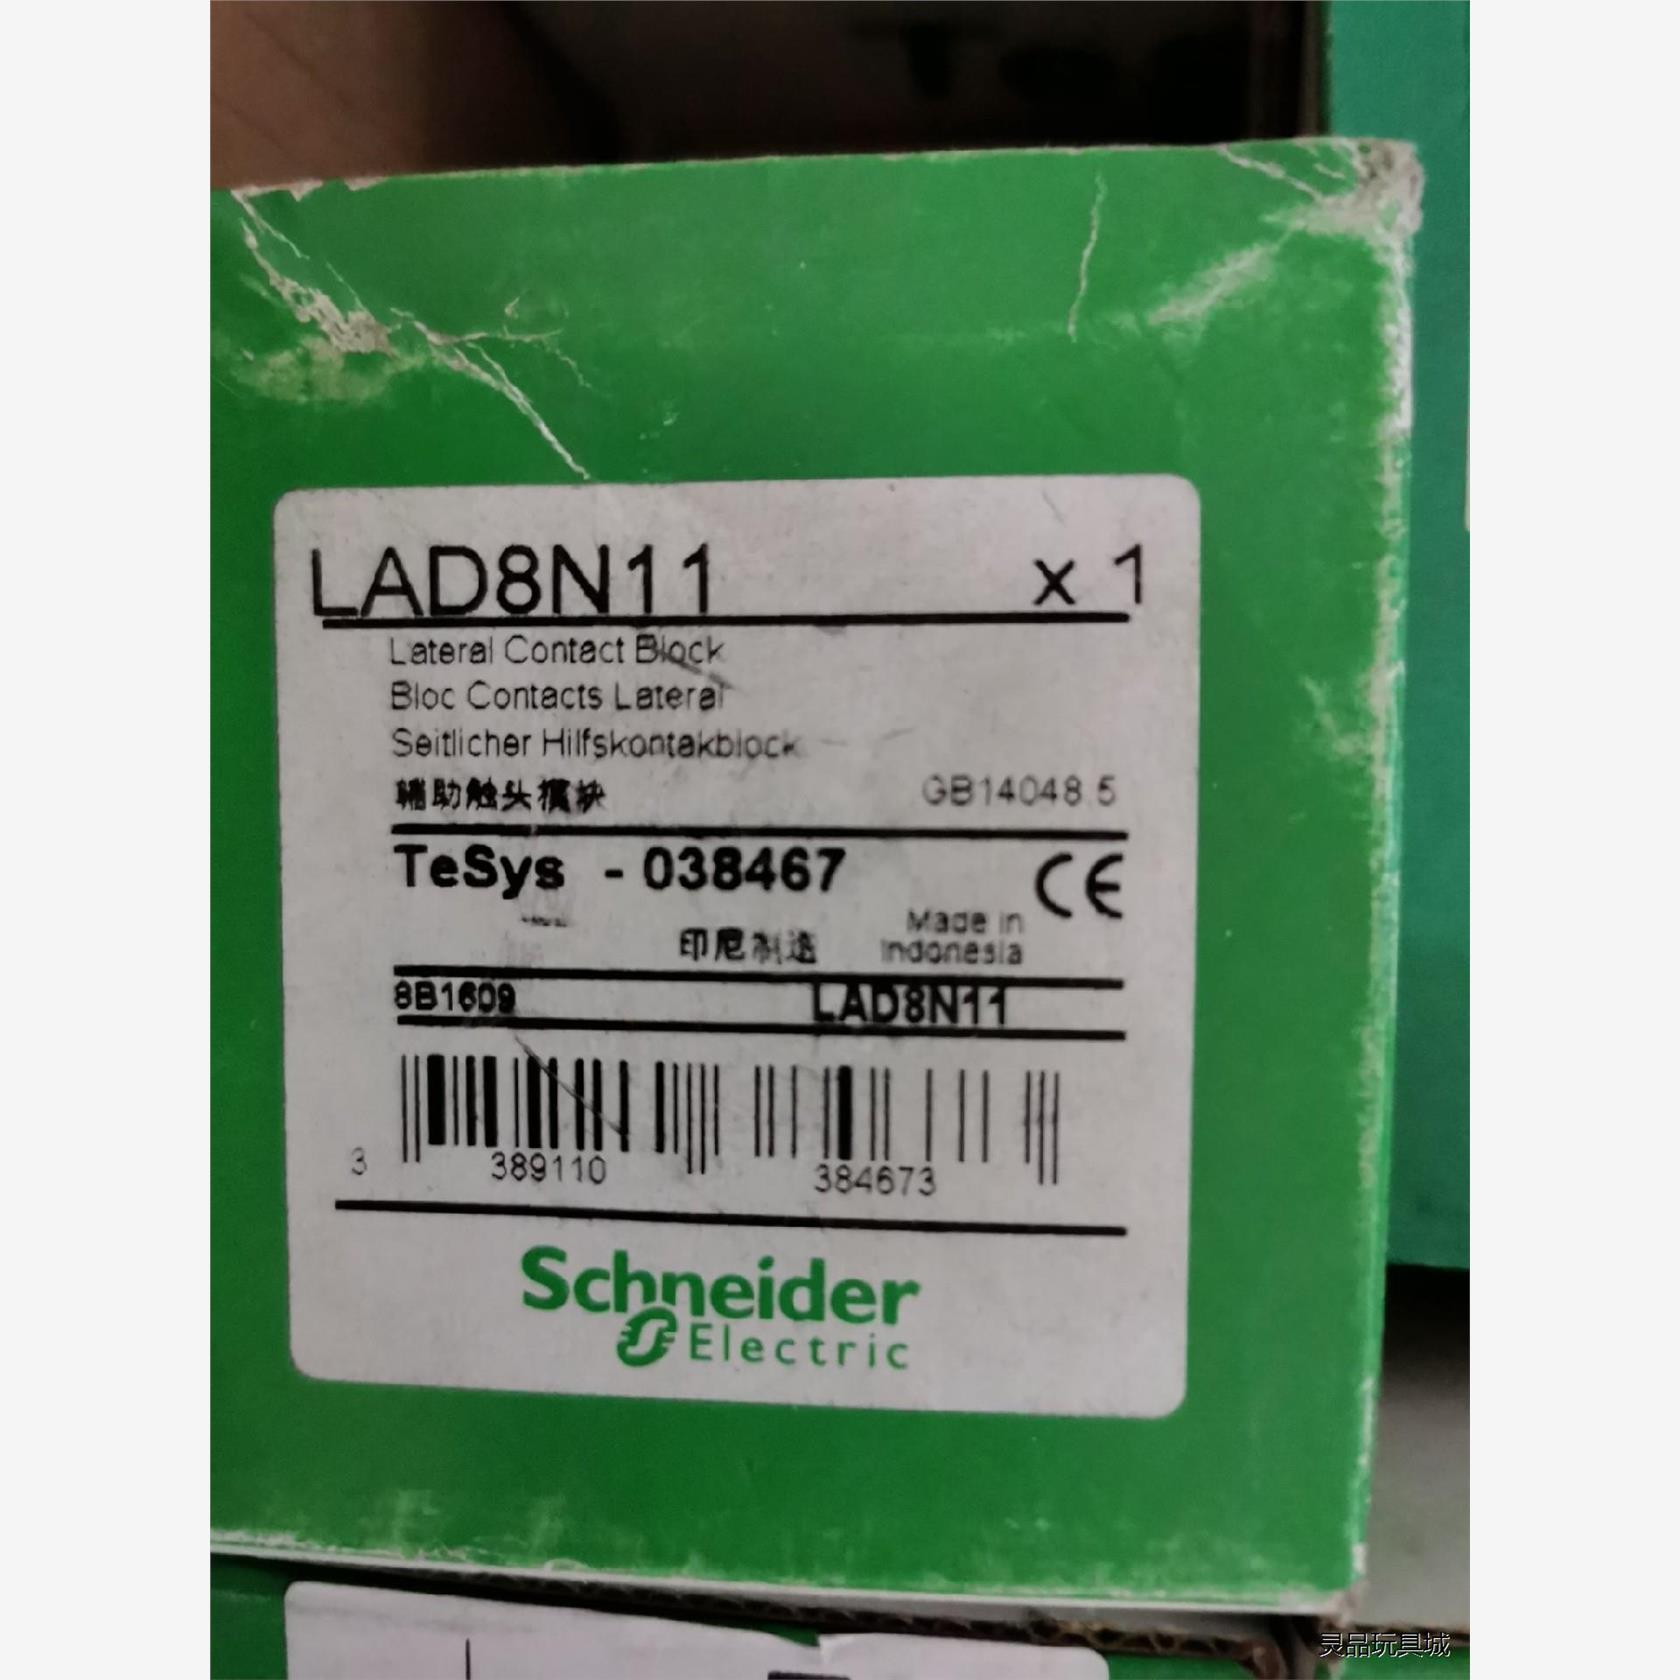 LAD8N11 x 1
Lateral Contact Block
Bloc Contacts Lateral
Seitlicher Hilfskontakblock
辅助触头模块 GB14048.5
TeSys - 038467 CE
印尼制造 Made in Indonesia
8B1609 LAD8N11
3 389110 384673
Schneider
Electric
灵品玩具城